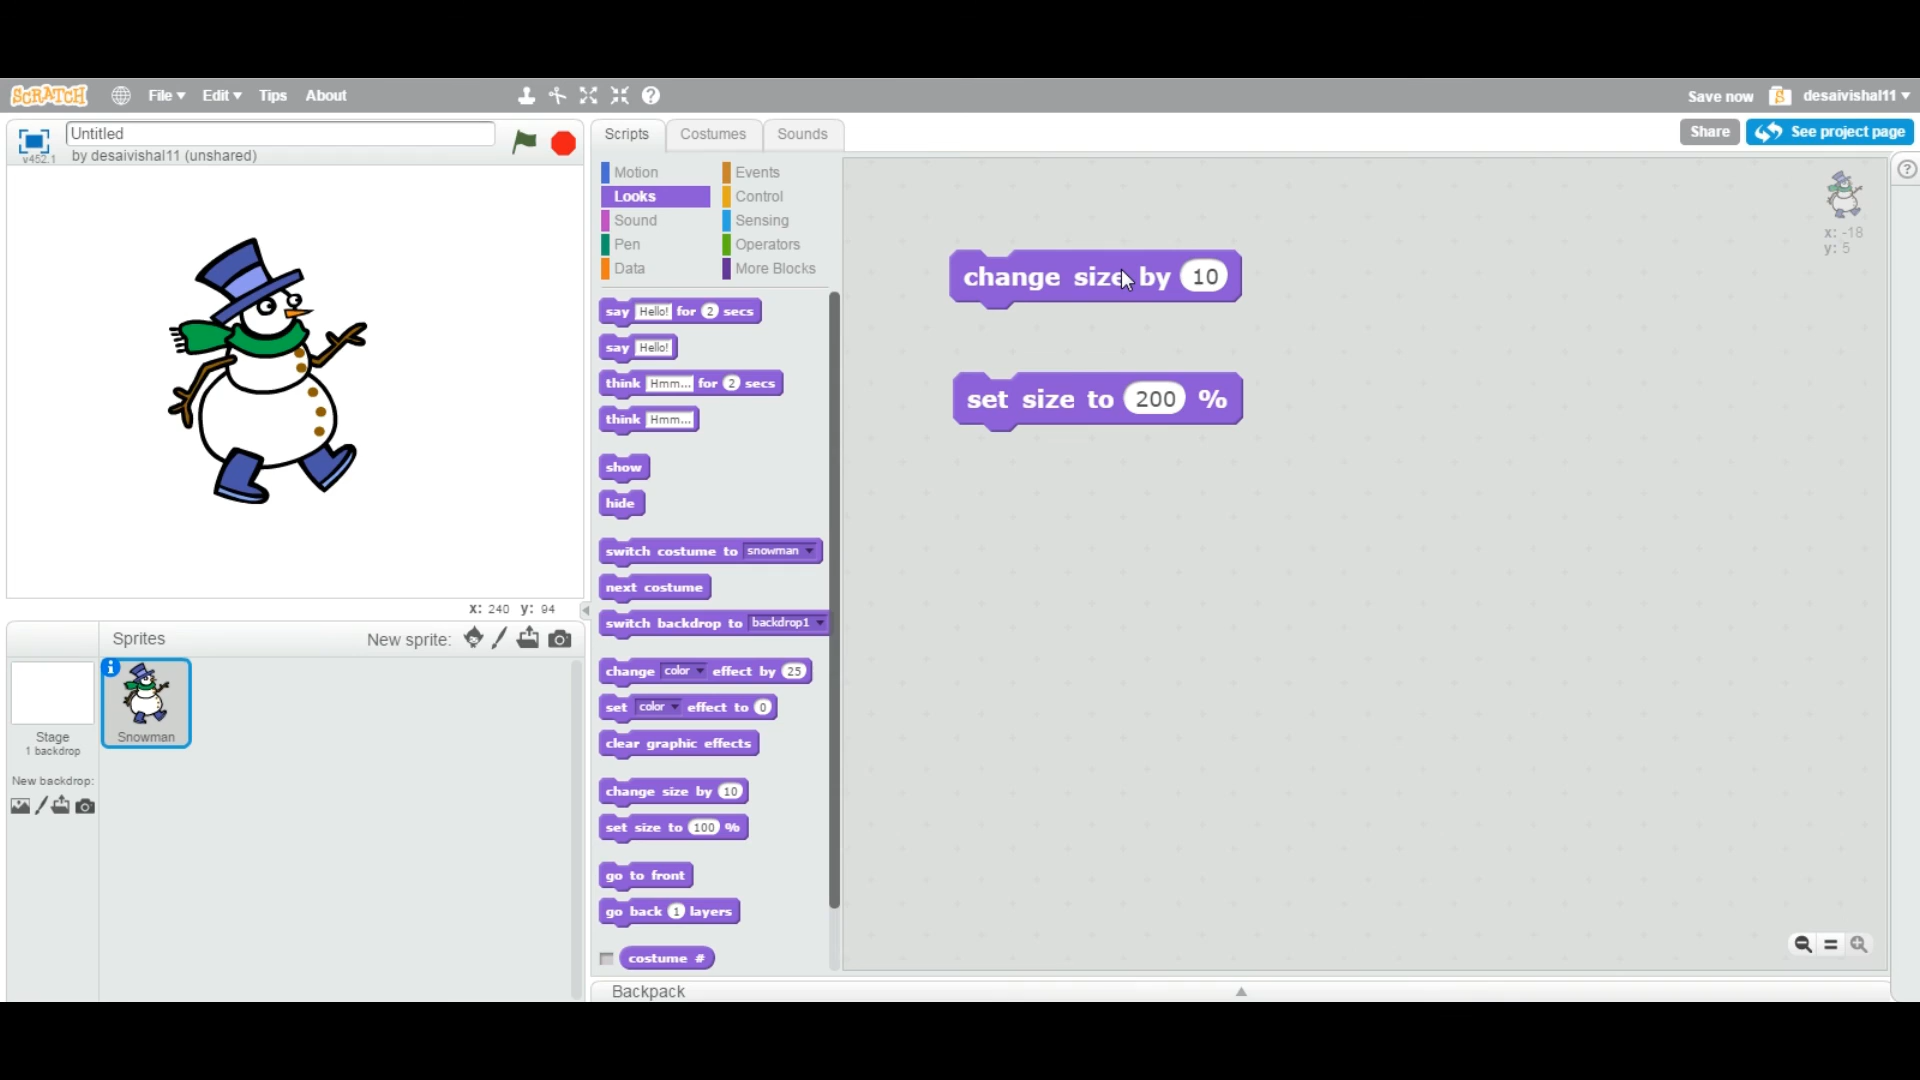 SCRATCH File Edit Tips About Save now desaivishal11
Untitled
v452.1 by desaivishal11 (unshared)
Scripts Costumes Sounds Share See project page
Motion Events
Looks Control
Sound Sensing
Pen Operators
Data More Blocks
say Hello! for 2 secs
say Hello!
think Hmm... for 2 secs
think Hmm...
show
hide
switch costume to snowman
next costume
switch backdrop to backdrop1
change color effect by 25
set color effect to 0
clear graphic effects
change size by 10
set size to 100 %
go to front
go back 1 layers
costume #
change size by 10
set size to 200 %
x: -18
y: 5
x: 240 y: 94
Sprites New sprite:
Stage
1 backdrop
Snowman
New backdrop:
Backpack